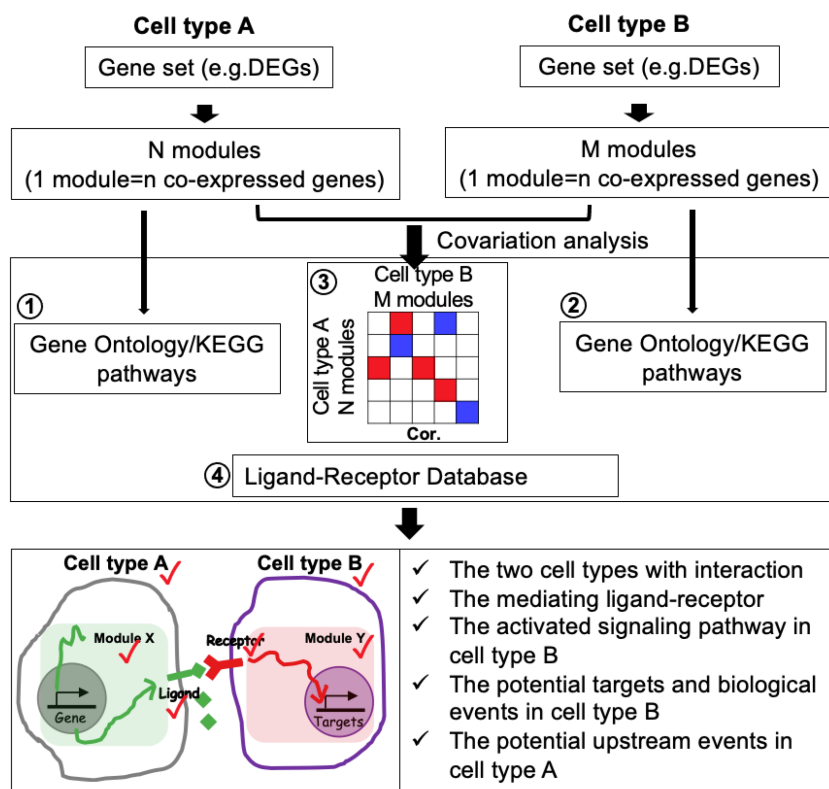 Cell type A
Cell type B
Gene set (e.g.DEGs)
Gene set (e.g.DEGs)
N modules
(1 module=n co-expressed genes)
M modules
(1 module=n co-expressed genes)
Covariation analysis
①
Gene Ontology/KEGG
pathways
③
Cell type B
M modules
Cell type A
N modules
Cor.
②
Gene Ontology/KEGG
pathways
④ Ligand-Receptor Database
Cell type A
Cell type B
Module X
Receptor
Module Y
Ligand
Gene
Targets
✓ The two cell types with interaction
✓ The mediating ligand-receptor
✓ The activated signaling pathway in
cell type B
✓ The potential targets and biological
events in cell type B
✓ The potential upstream events in
cell type A